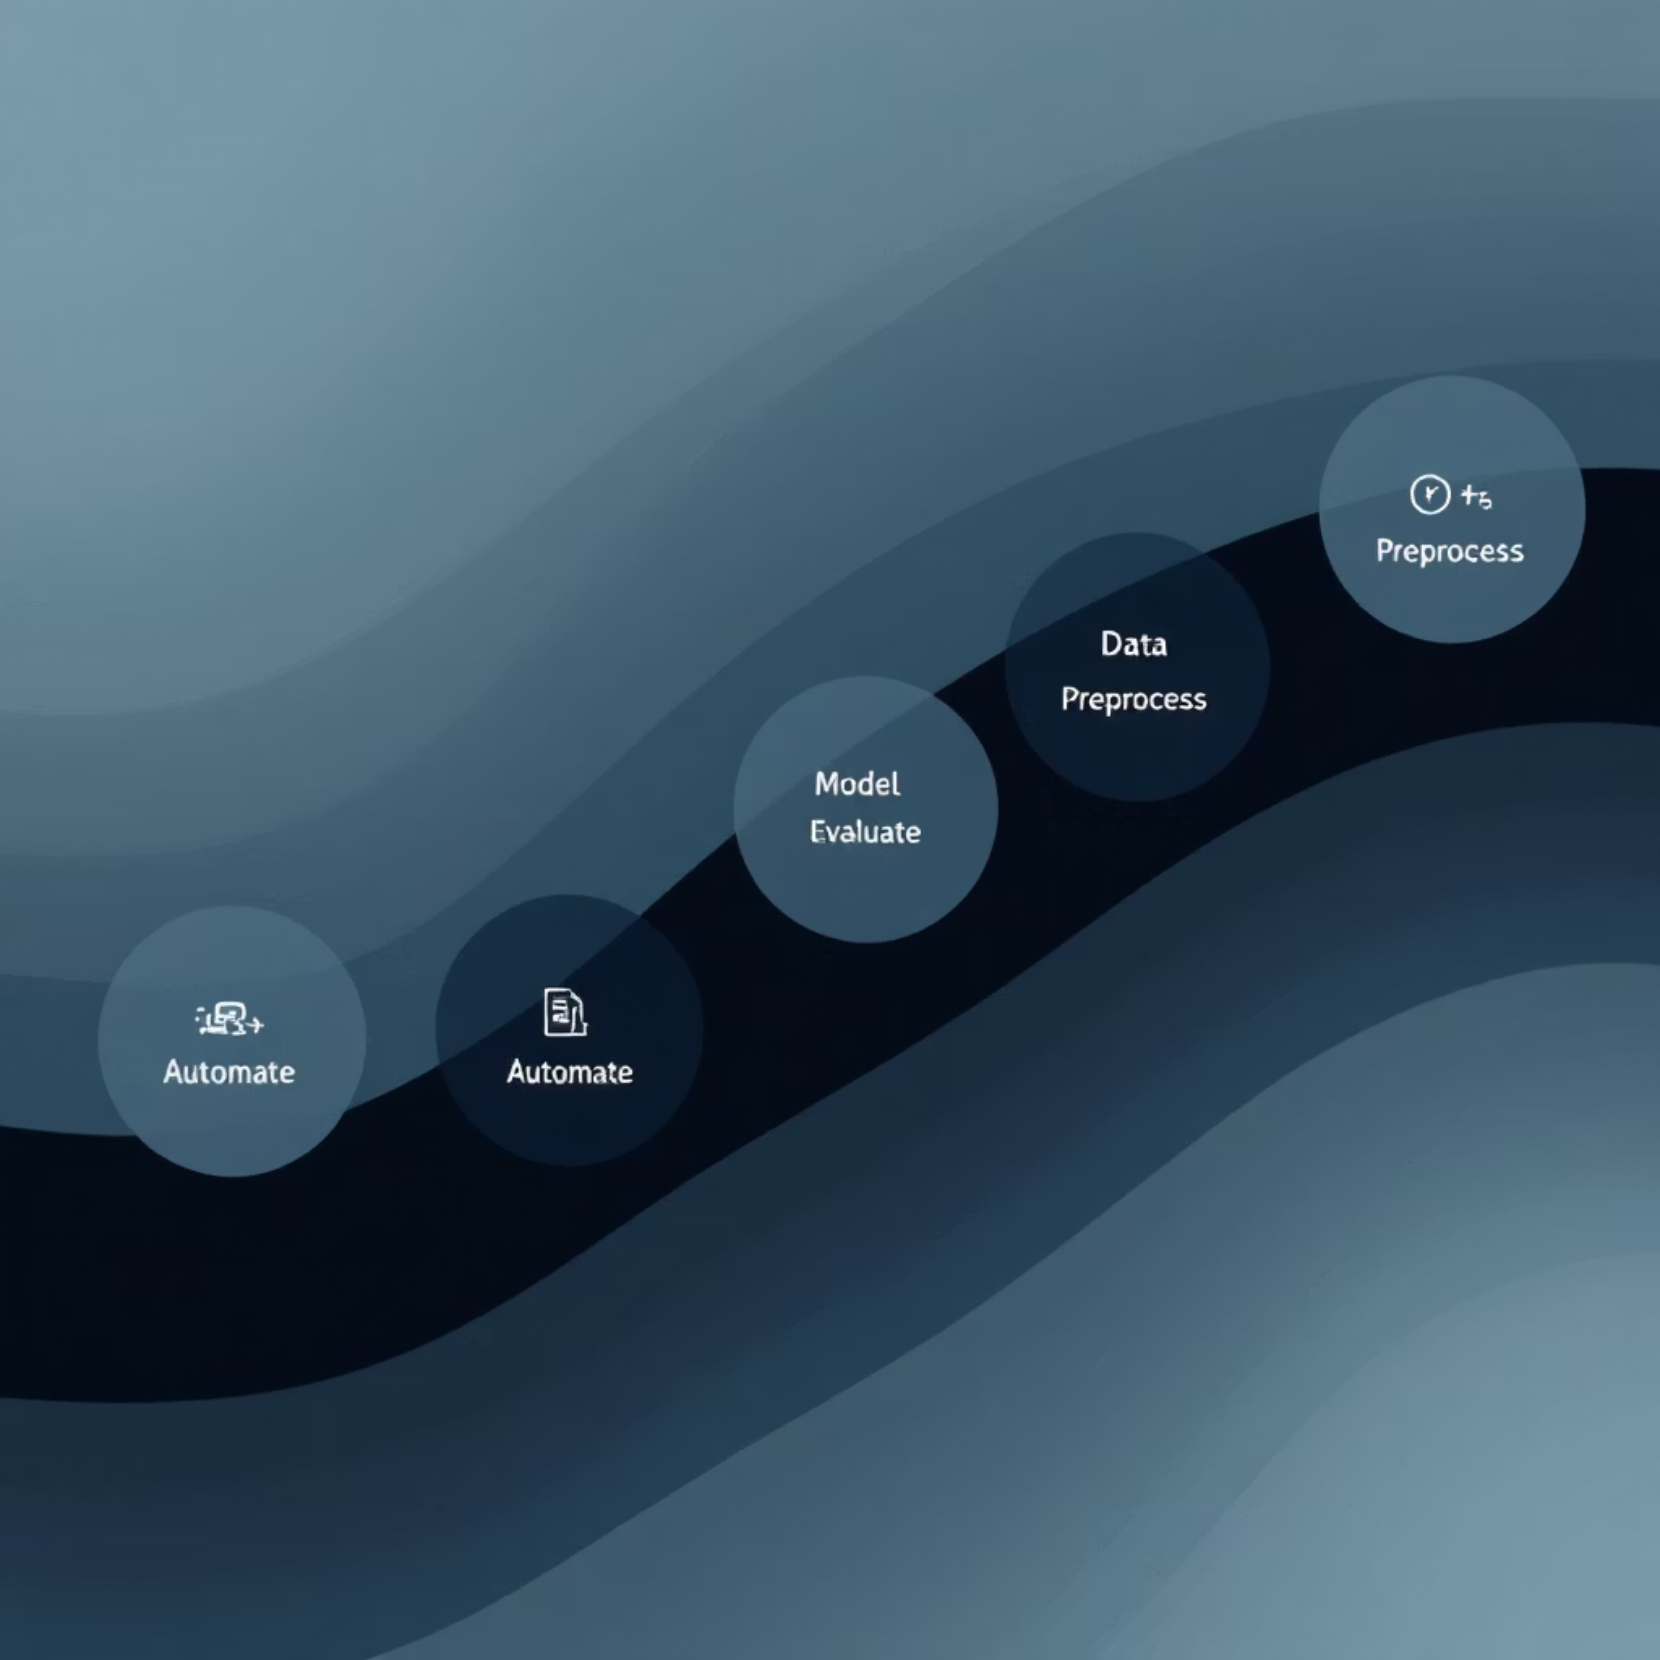 Automate
Automate
Model
Evaluate
Data
Preprocess
Preprocess